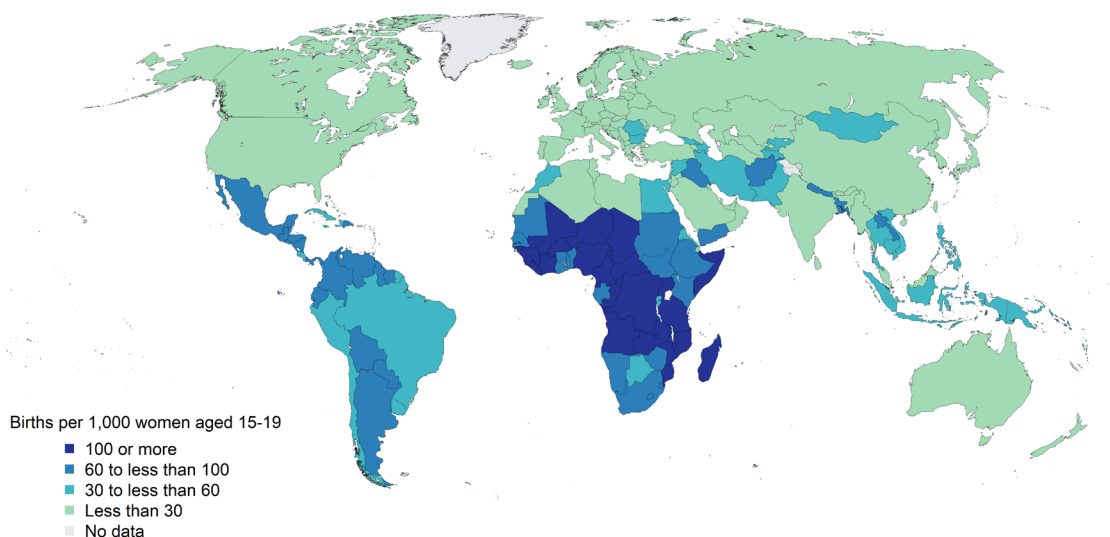 Births per 1,000 women aged 15-19
100 or more
60 to less than 100
30 to less than 60
Less than 30
No data